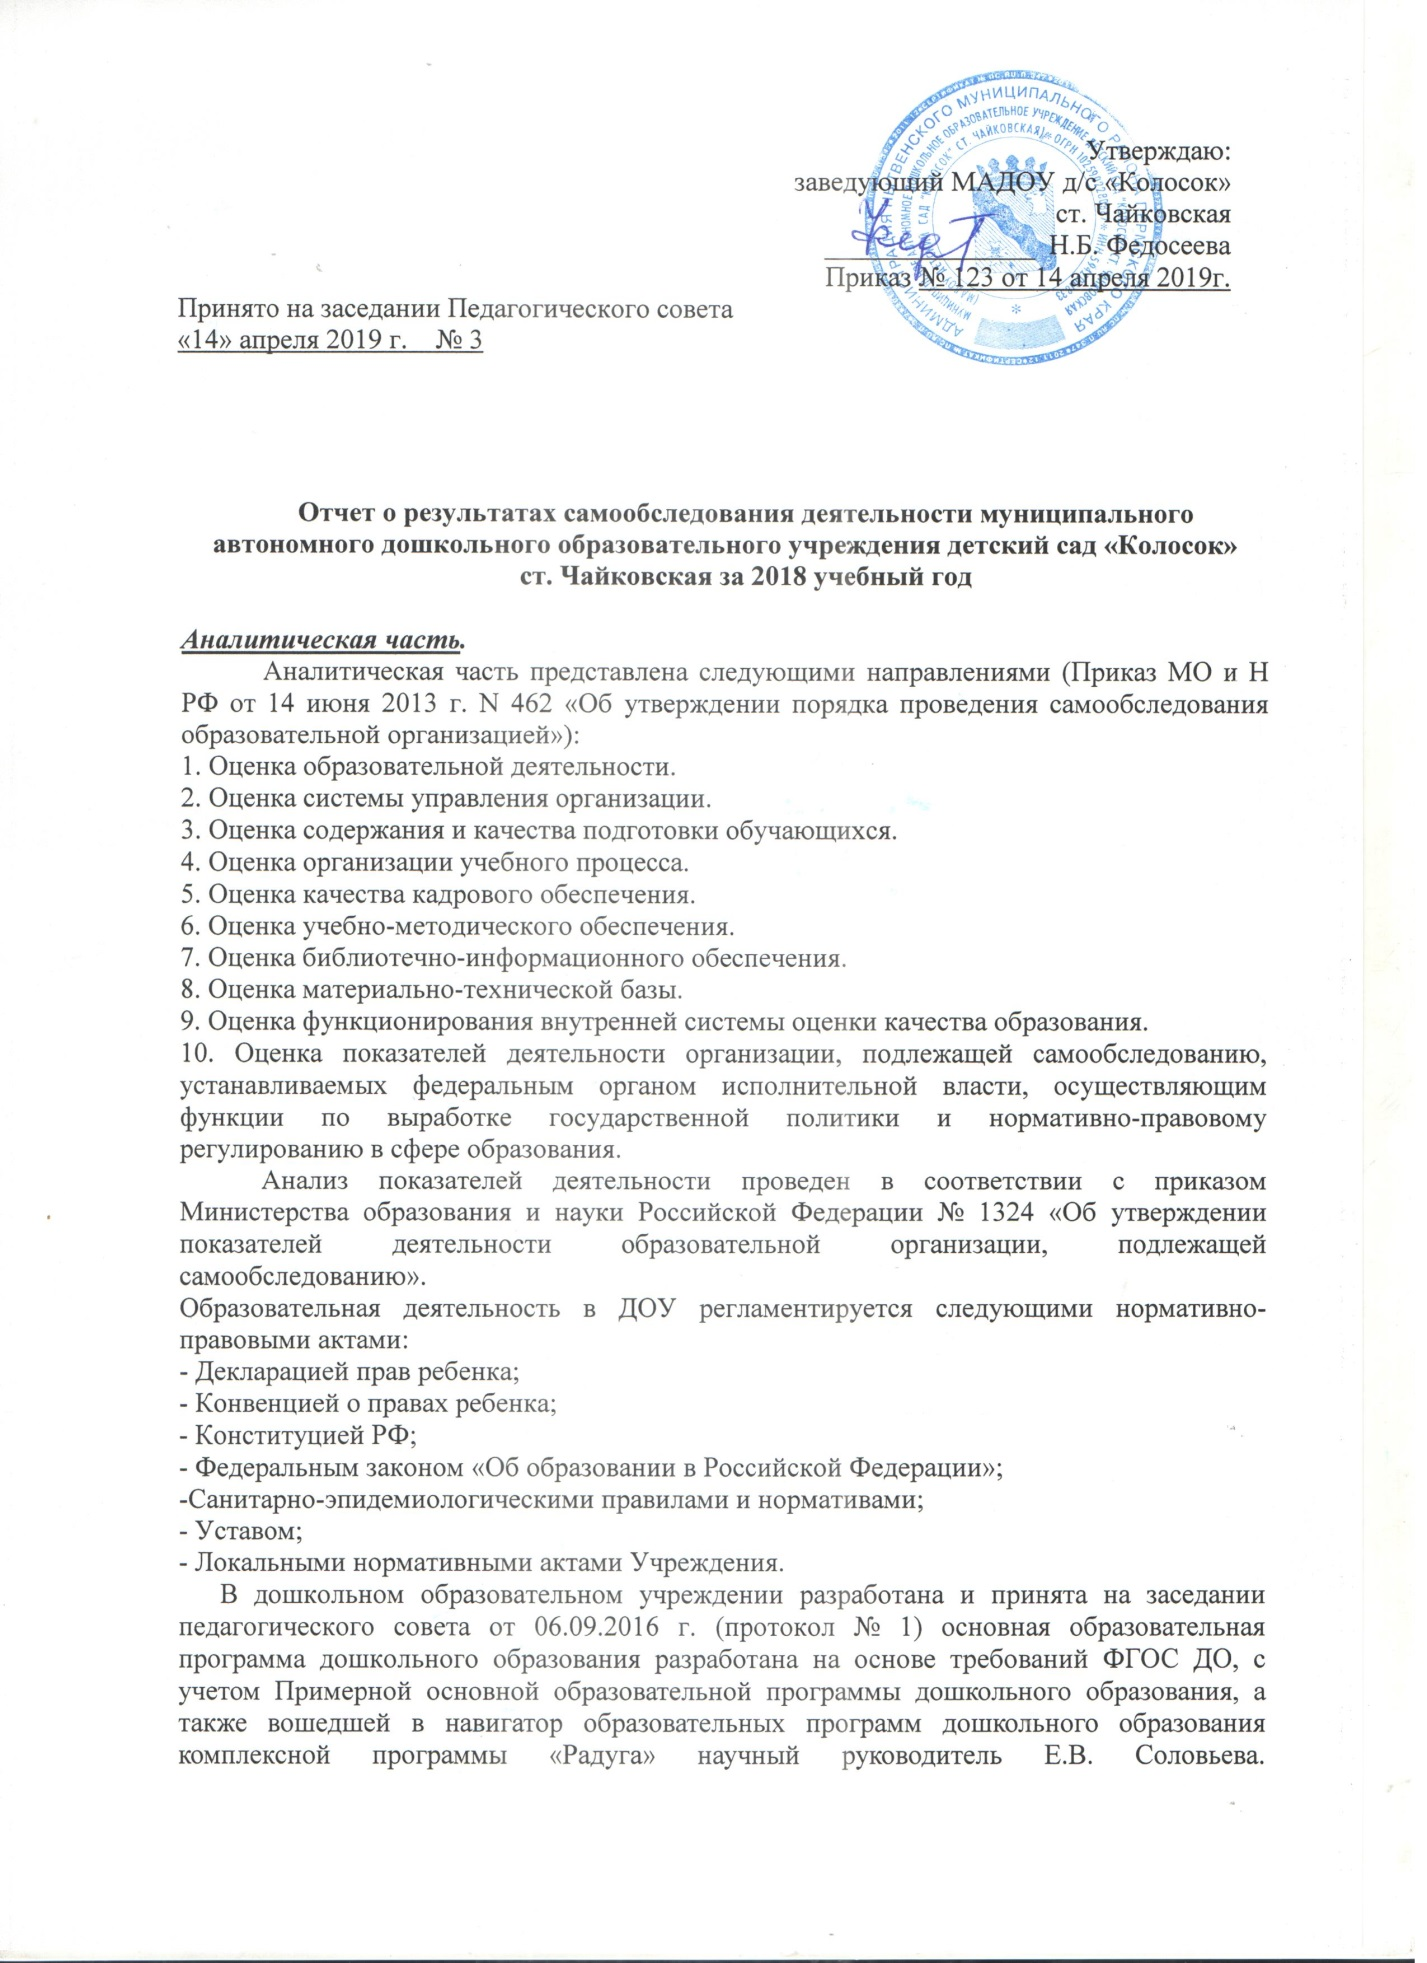 Утверждаю:
заведующий МАДОУ д/с «Колосок»
ст. Чайковская
Н.Б. Федосеева
Приказ № 123 от 14 апреля 2019г.
Принято на заседании Педагогического совета
«14» апреля 2019 г. № 3
Отчет о результатах самообследования деятельности муниципального
автономного дошкольного образовательного учреждения детский сад «Колосок»
ст. Чайковская за 2018 учебный год
Аналитическая часть.
Аналитическая часть представлена следующими направлениями (Приказ МО и Н
РФ от 14 июня 2013 г. N 462 «Об утверждении порядка проведения самообследования
образовательной организацией»):
1. Оценка образовательной деятельности.
2. Оценка системы управления организации.
3. Оценка содержания и качества подготовки обучающихся.
4. Оценка организации учебного процесса.
5. Оценка качества кадрового обеспечения.
6. Оценка учебно-методического обеспечения.
7. Оценка библиотечно-информационного обеспечения.
8. Оценка материально-технической базы.
9. Оценка функционирования внутренней системы оценки качества образования.
10. Оценка показателей деятельности организации, подлежащей самообследованию,
устанавливаемых федеральным органом исполнительной власти, осуществляющим
функции по выработке государственной политики и нормативно-правовому
регулированию в сфере образования.
Анализ показателей деятельности проведен в соответствии с приказом
Министерства образования и науки Российской Федерации № 1324 «Об утверждении
показателей деятельности образовательной организации, подлежащей
самообследованию».
Образовательная деятельность в ДОУ регламентируется следующими нормативно-
правовыми актами:
- Декларацией прав ребенка;
- Конвенцией о правах ребенка;
- Конституцией РФ;
- Федеральным законом «Об образовании в Российской Федерации»;
-Санитарно-эпидемиологическими правилами и нормативами;
- Уставом;
- Локальными нормативными актами Учреждения.
В дошкольном образовательном учреждении разработана и принята на заседании
педагогического совета от 06.09.2016 г. (протокол № 1) основная образовательная
программа дошкольного образования разработана на основе требований ФГОС ДО, с
учетом Примерной основной образовательной программы дошкольного образования, а
также вошедшей в навигатор образовательных программ дошкольного образования
комплексной программы «Радуга» научный руководитель Е.В. Соловьева.